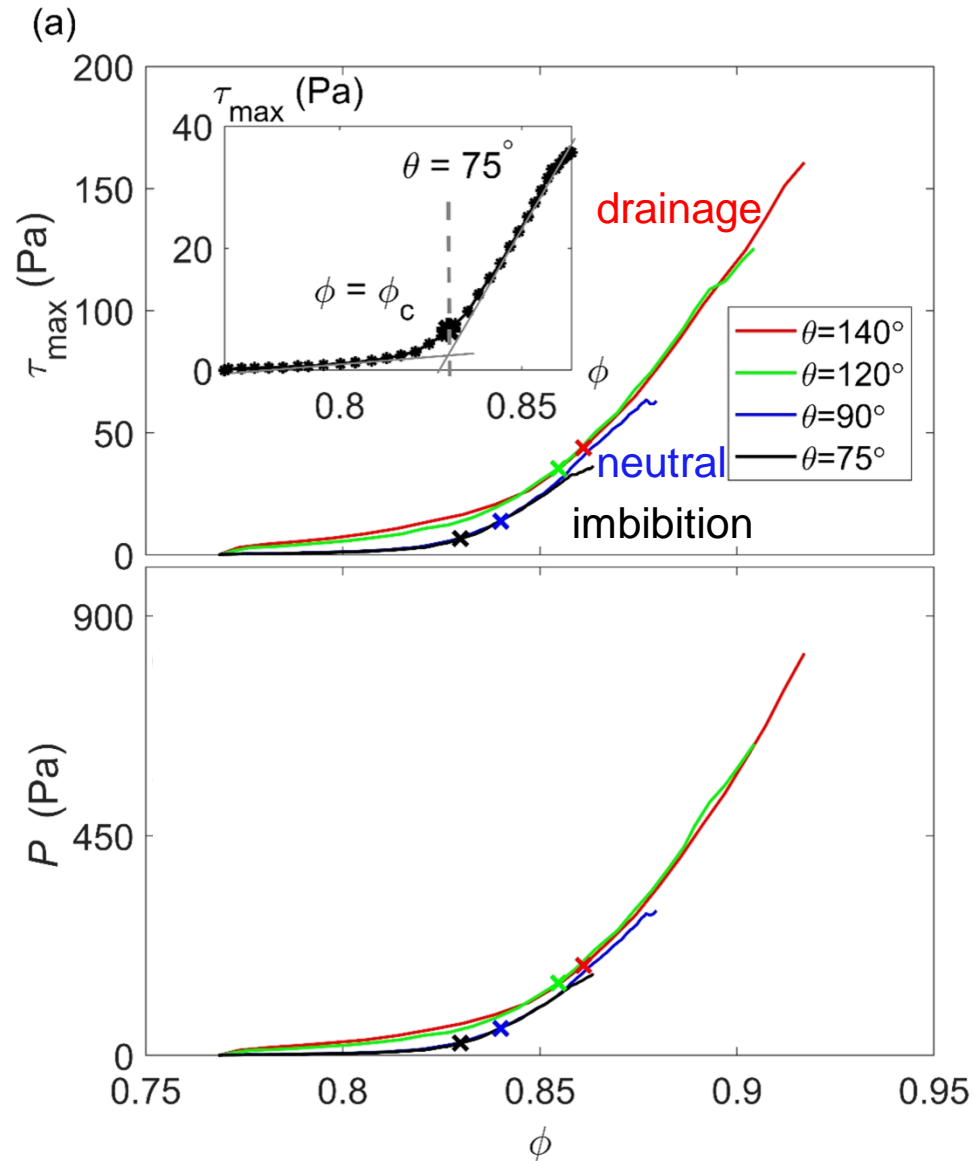 (a)
200
150
100
50
0
τmax (Pa)
τmax (Pa)
40
20
0
θ = 75°
ϕ = ϕc
0.8
0.85
ϕ
drainage
neutral
imbibition
θ=140°
θ=120°
θ=90°
θ=75°
900
450
0
P (Pa)
0.75
0.8
0.85
0.9
0.95
ϕ